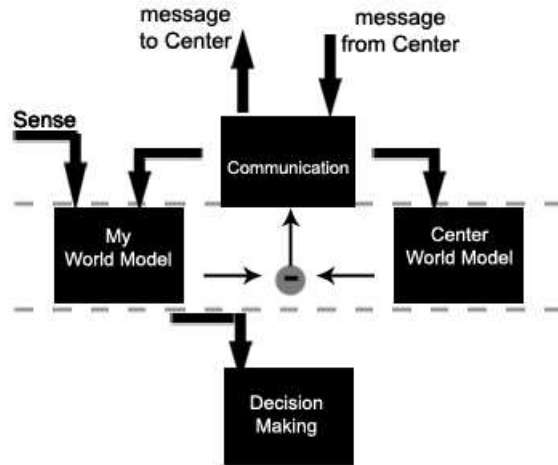 message
to Center
message
from Center
Sense
Communication
My
World Model
Center
World Model
-
Decision
Making